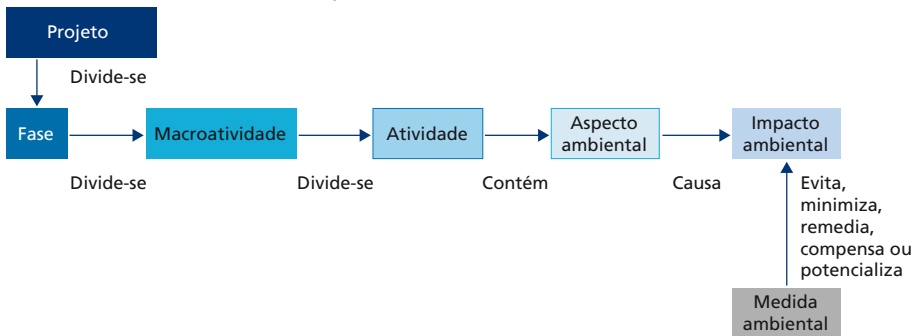 Projeto
Divide-se
Fase
Macroatividade
Atividade
Aspecto
ambiental
Impacto
ambiental
Divide-se
Divide-se
Contém
Causa
Evita,
minimiza,
remedia,
compensa ou
potencializa
Medida
ambiental